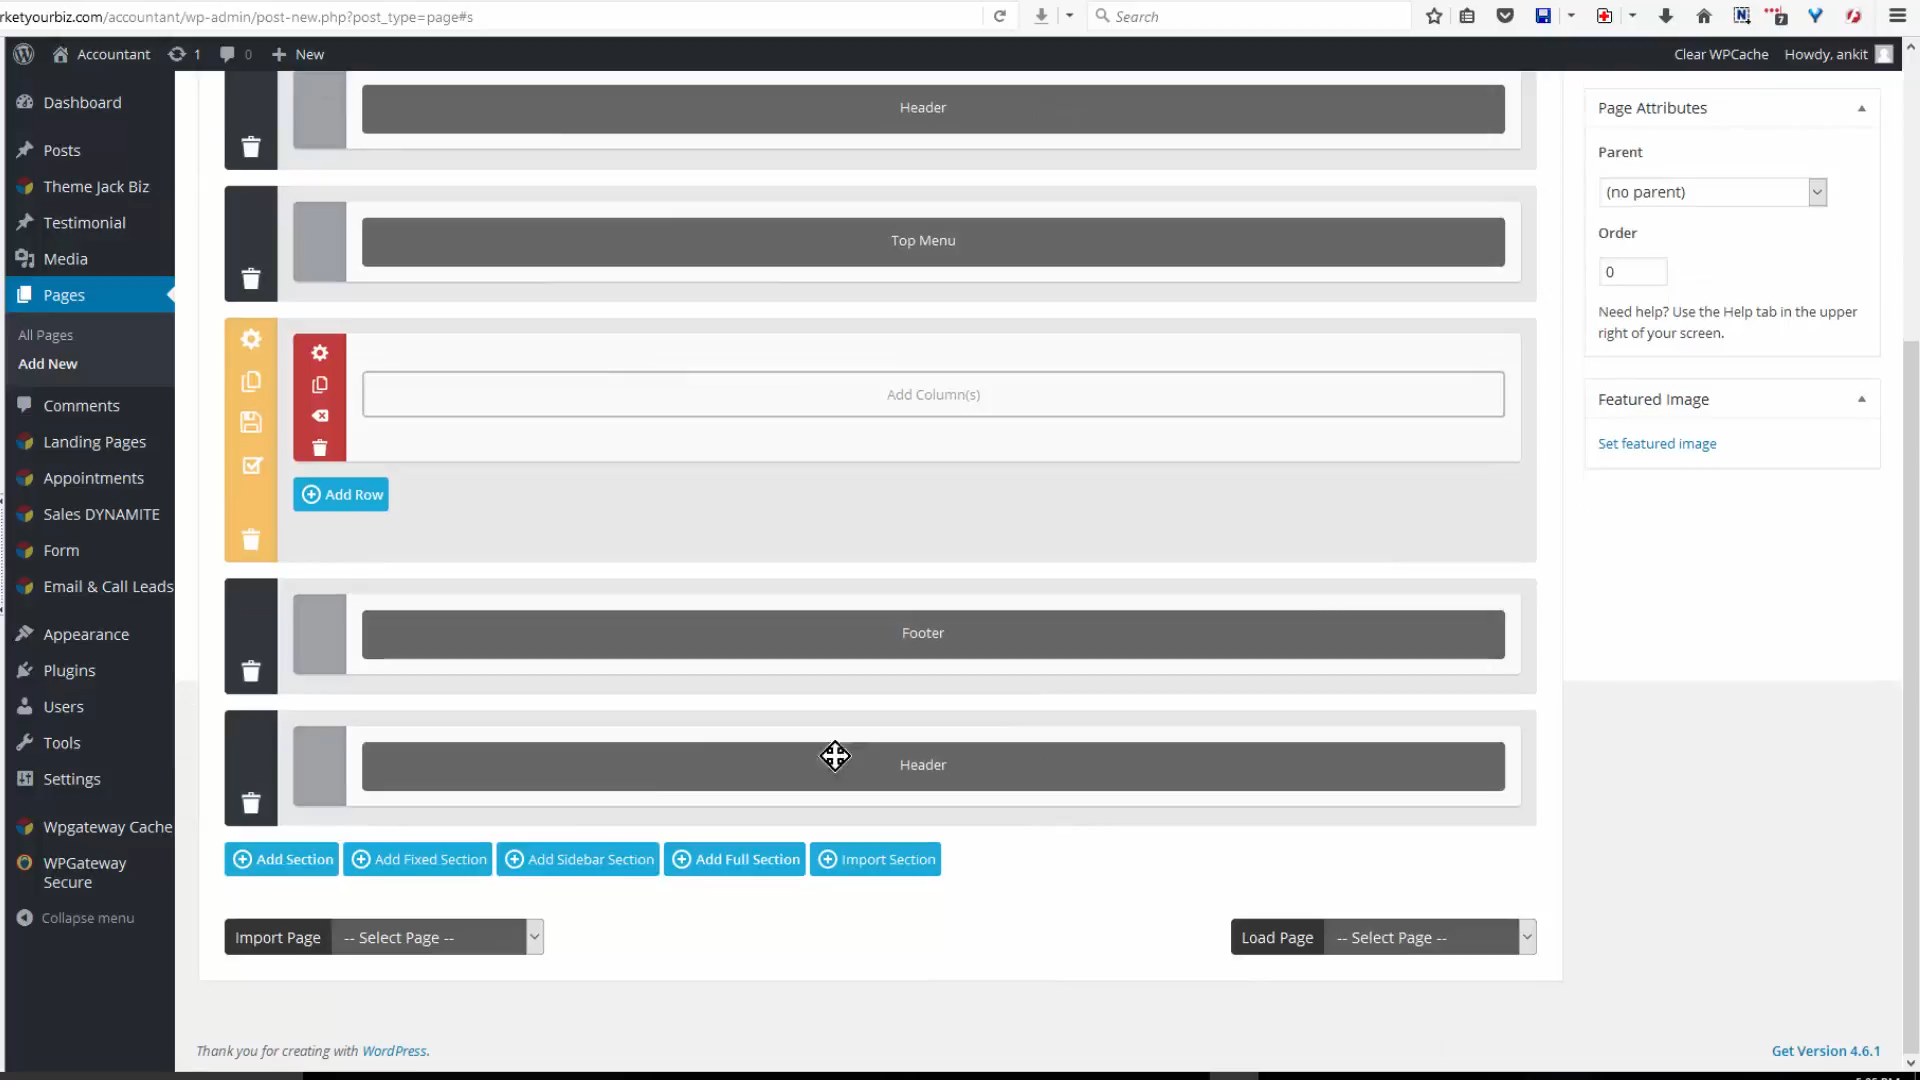 rketyourbiz.com/accountant/wp-admin/post-new.php?post_type=page#s
Search
7
Accountant
1
0
New
Clear WPCache
Howdy, ankit
Dashboard
Posts
Theme Jack Biz
Testimonial
Media
Pages
All Pages
Add New
Comments
Landing Pages
Appointments
Sales DYNAMITE
Form
Email & Call Leads
Appearance
Plugins
Users
Tools
Settings
Wpgateway Cache
WPGateway
Secure
Collapse menu
Header
Top Menu
Add Column(s)
Add Row
Footer
Header
Add Section
Add Fixed Section
Add Sidebar Section
Add Full Section
Import Section
Import Page
-- Select Page --
Load Page
-- Select Page --
Page Attributes
Parent
(no parent)
Order
0
Need help? Use the Help tab in the upper
right of your screen.
Featured Image
Set featured image
Thank you for creating with WordPress.
Get Version 4.6.1